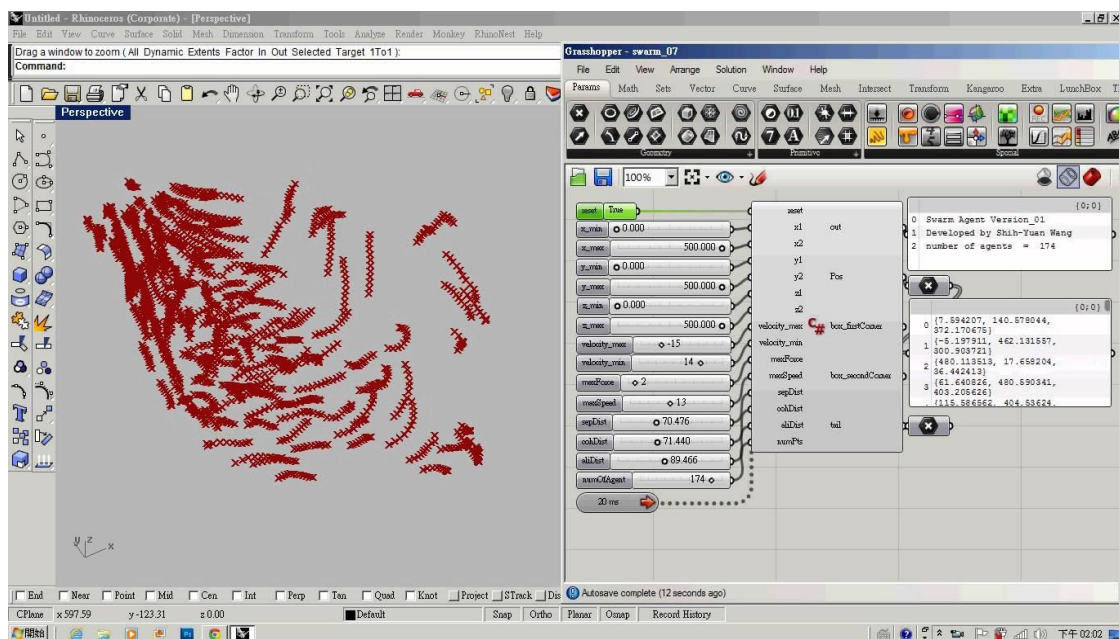 Untitled - Rhinoceros (Corporate) - [Perspective]
File Edit View Curve Surface Solid Mesh Dimension Transform Tools Analyze Render Monkey RhinoNest Help
Drag a window to zoom ( All Dynamic Extents Factor In Out Selected Target 1To1 ):
Command:
Perspective
y z x
End Near Point Mid Cen Int Perp Tan Quad Knot Project STrack Dis
CPlane x 597.59 y -123.31 z 0.00 Default Snap Ortho Planar Osnap Record History
Grasshopper - swarm_07
File Edit View Arrange Solution Window Help
Params Math Sets Vector Curve Surface Mesh Intersect Transform Kangaroo Extra LunchBox
Geometry Primitive Special
100%
reset True
x_min 0.000
x_max 500.000
y_min 0.000
y_max 500.000
z_min 0.000
z_max 500.000
velocity_max -15
velocity_min 14
maxForce 2
maxSpeed 13
sepDist 70.476
cohDist 71.440
aliDist 89.466
numOfAgent 174
20 ms
reset
x1
x2
y1
y2
z1
z2
velocity_max
velocity_min
maxForce
maxSpeed
sepDist
cohDist
aliDist
numPts
C#
out
Pos
box_firstCorner
box_secondCorner
tail
{0;0}
0 Swarm Agent Version_01
1 Developed by Shih-Yuan Wang
2 number of agents = 174
{0;0}
0 {7.594207, 140.578044, 372.170675}
1 {-5.197911, 462.131557, 300.903721}
2 {480.113513, 17.658204, 36.442413}
3 {61.640826, 480.590341, 403.205626}
{115.586562, 404.53624,
Autosave complete (12 seconds ago)
開始
下午 02:02